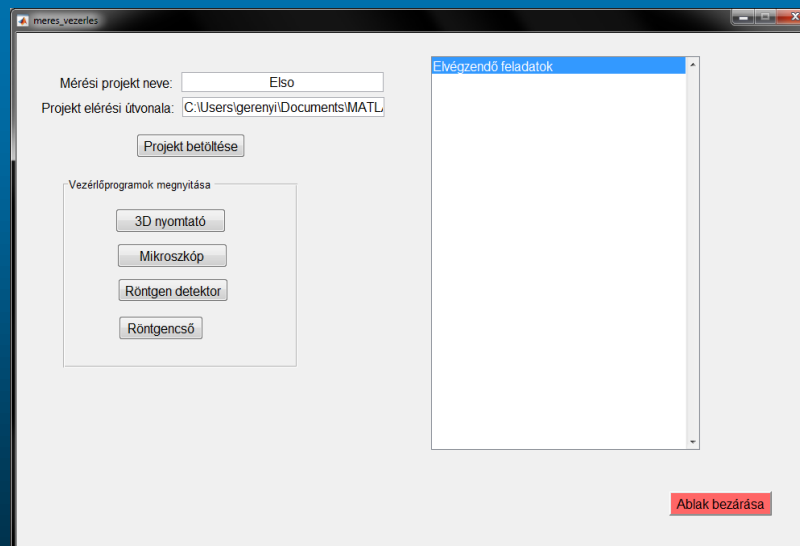 meres_vezerles
Mérési projekt neve: Elso
Projekt elérési útvonala: C:\Users\gerenyi\Documents\MATL
Projekt betöltése
Vezérlőprogramok megnyitása
3D nyomtató
Mikroszkóp
Röntgen detektor
Röntgencső
Elvégzendő feladatok
Ablak bezárása